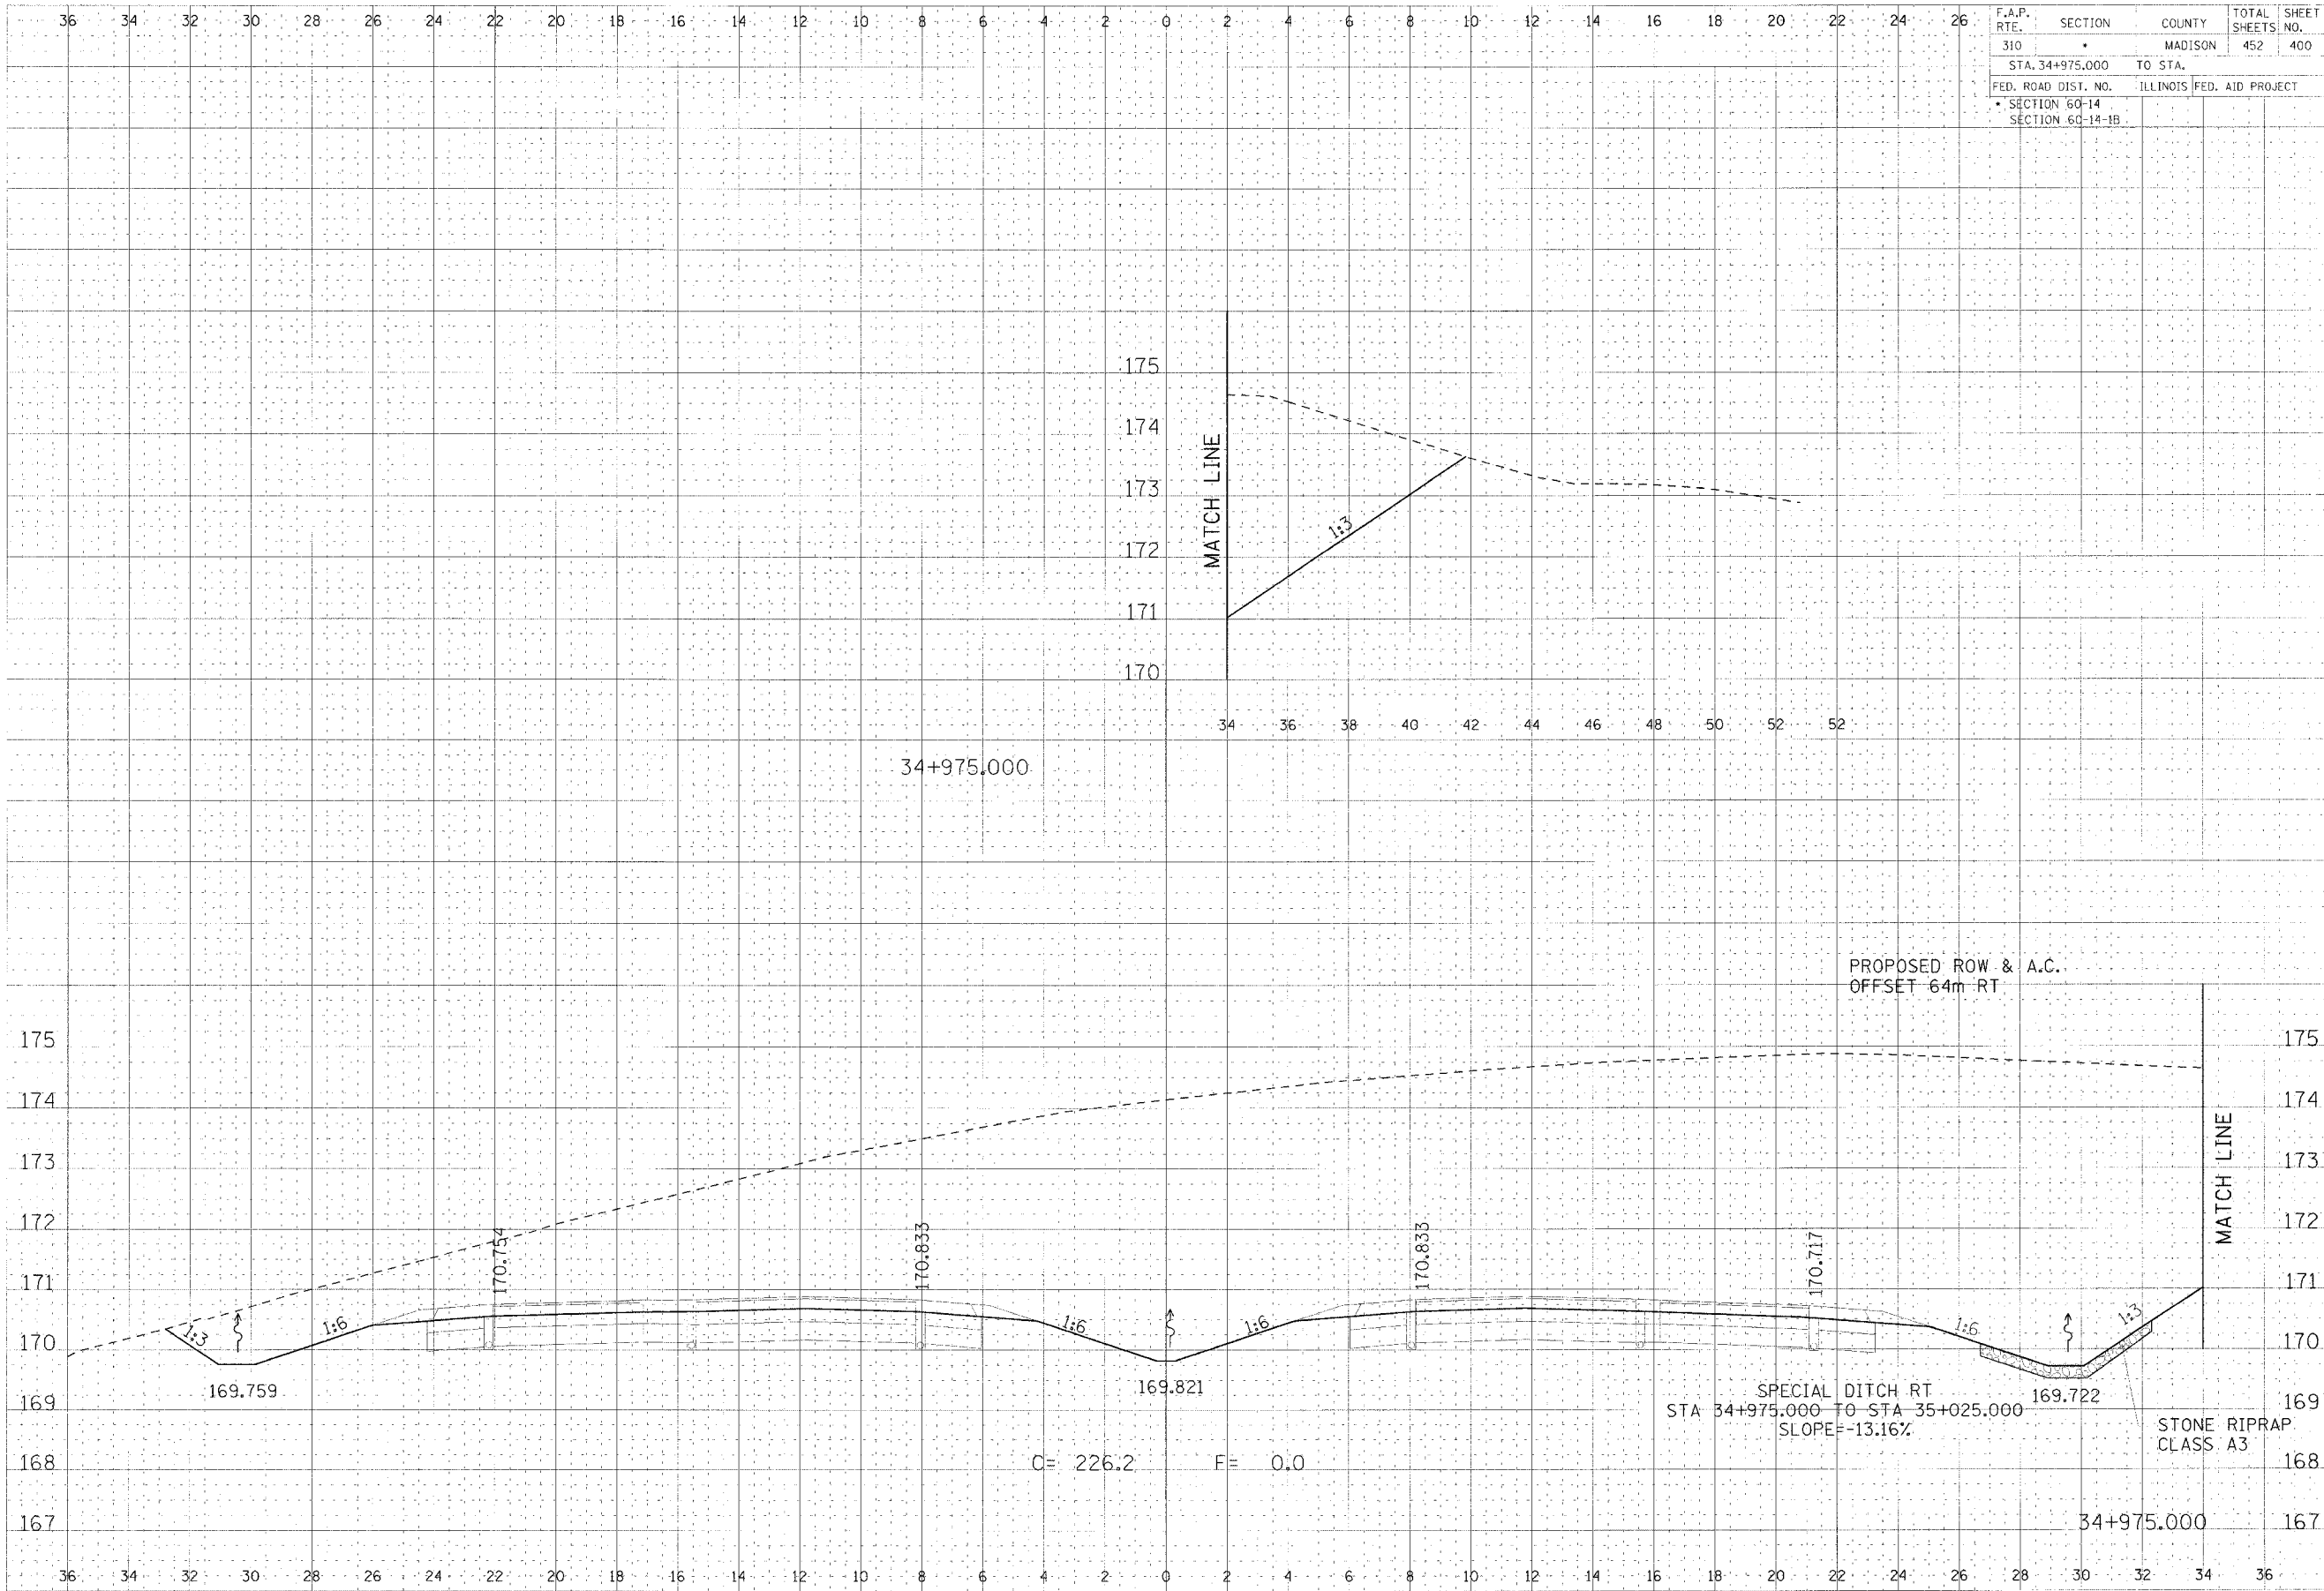 36 34 32 30 28 26 24 22 20 18 16 14 12 10 8 6 4 2 0 2 4 6 8 10 12 14 16 18 20 22 24 26
F.A.P. RTE. SECTION COUNTY TOTAL SHEETS SHEET NO.
310 * MADISON 452 400
STA. 34+975.000 TO STA.
FED. ROAD DIST. NO. ILLINOIS FED. AID PROJECT
* SECTION 60-14
SECTION 60-14-1B
175
174
173
172
171
170
MATCH LINE
1:3
34 36 38 40 42 44 46 48 50 52 52
34+975.000
PROPOSED ROW & A.C.
OFFSET 64m RT
175 175
174 174
173 173
172 172
171 171
170 170
169 169
168 168
167 167
MATCH LINE
170.754
170.833
170.833
170.717
1:3
1:6
1:6
1:6
1:6
1:3
169.759
169.821
169.722
SPECIAL DITCH RT
STA 34+975.000 TO STA 35+025.000
SLOPE=-13.16%
STONE RIPRAP
CLASS A3
C= 226.2 F= 0.0
34+975.000
36 34 32 30 28 26 24 22 20 18 16 14 12 10 8 6 4 2 0 2 4 6 8 10 12 14 16 18 20 22 24 26 28 30 32 34 36